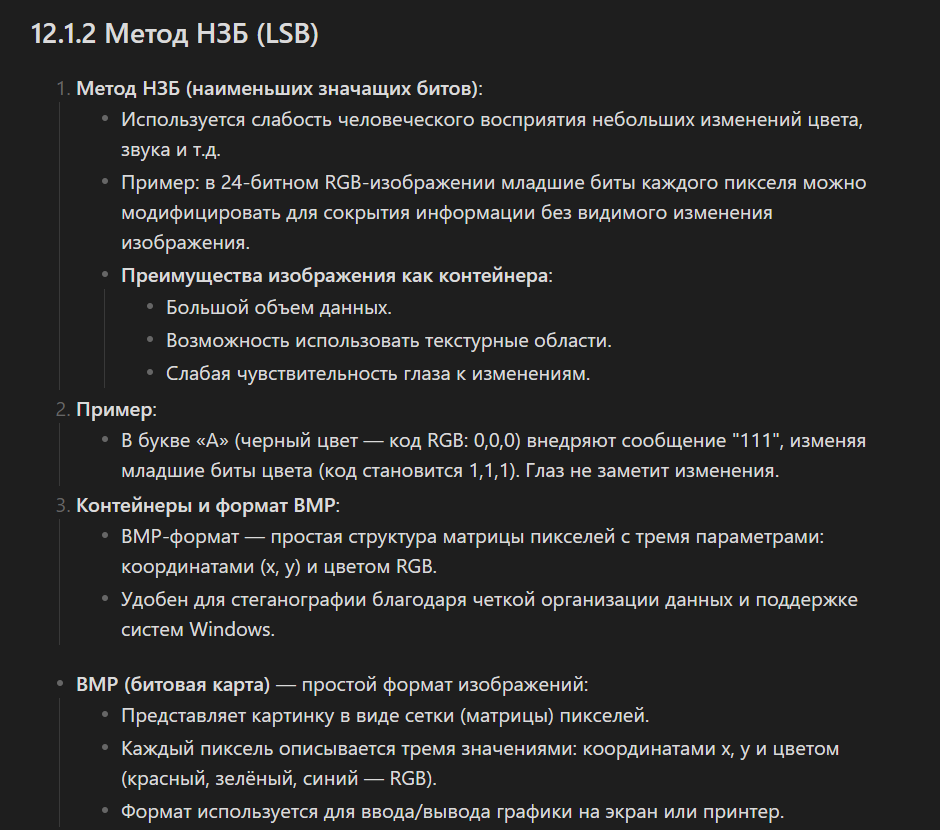 12.1.2 Метод НЗБ (LSB)
1. Метод НЗБ (наименьших значащих битов):
• Используется слабость человеческого восприятия небольших изменений цвета,
звука и т.д.
• Пример: в 24-битном RGB-изображении младшие биты каждого пикселя можно
модифицировать для сокрытия информации без видимого изменения
изображения.
• Преимущества изображения как контейнера:
• Большой объем данных.
• Возможность использовать текстурные области.
• Слабая чувствительность глаза к изменениям.
2. Пример:
• В букве «А» (черный цвет — код RGB: 0,0,0) внедряют сообщение "111", изменяя
младшие биты цвета (код становится 1,1,1). Глаз не заметит изменения.
3. Контейнеры и формат BMP:
• BMP-формат — простая структура матрицы пикселей с тремя параметрами:
координатами (x, y) и цветом RGB.
• Удобен для стеганографии благодаря четкой организации данных и поддержке
систем Windows.
• BMP (битовая карта) — простой формат изображений:
• Представляет картинку в виде сетки (матрицы) пикселей.
• Каждый пиксель описывается тремя значениями: координатами x, y и цветом
(красный, зелёный, синий — RGB).
• Формат используется для ввода/вывода графики на экран или принтер.